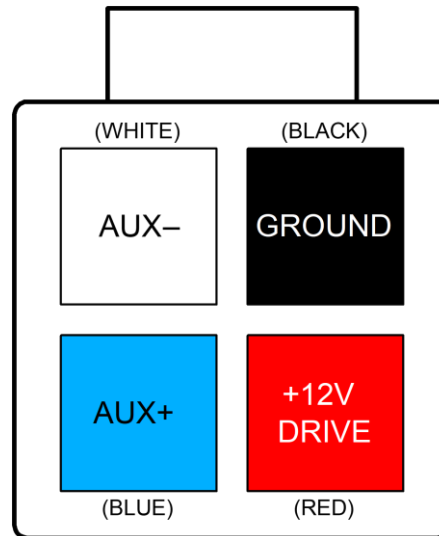 (WHITE)
(BLACK)
AUX–
GROUND
AUX+
+12V
DRIVE
(BLUE)
(RED)